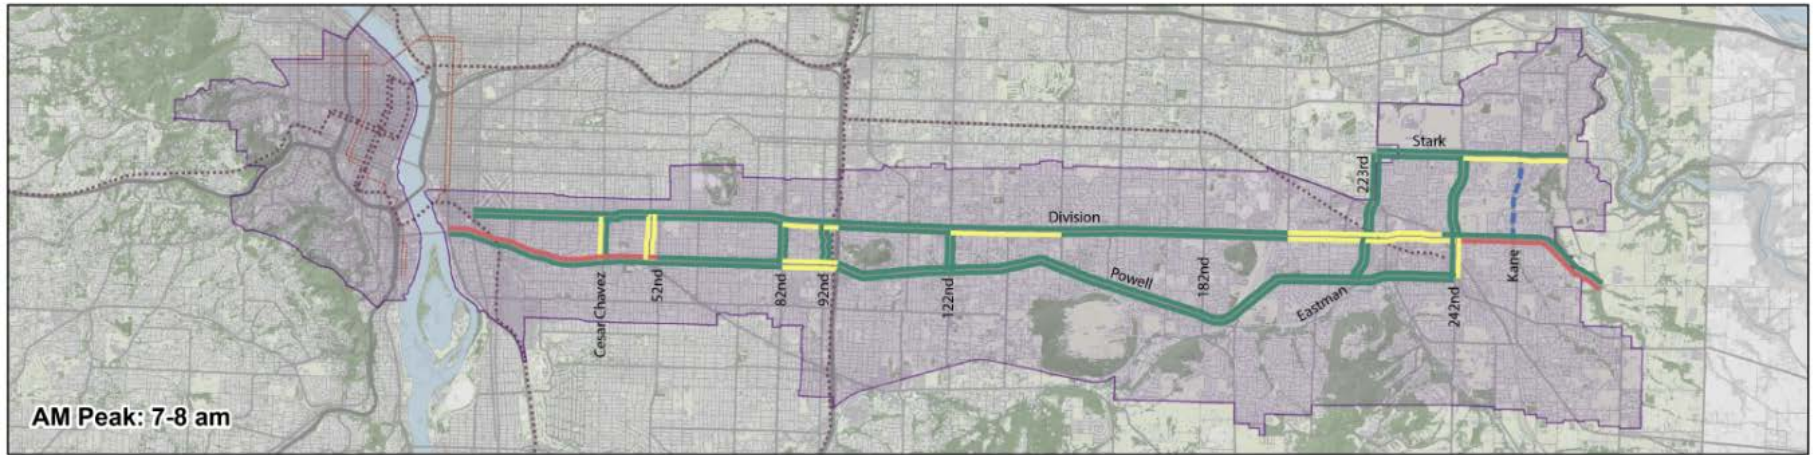 Stark
223rd
Division
Powell
182nd
Kane
Cesar Chavez
52nd
82nd
92nd
122nd
Eastman
242nd
AM Peak: 7-8 am